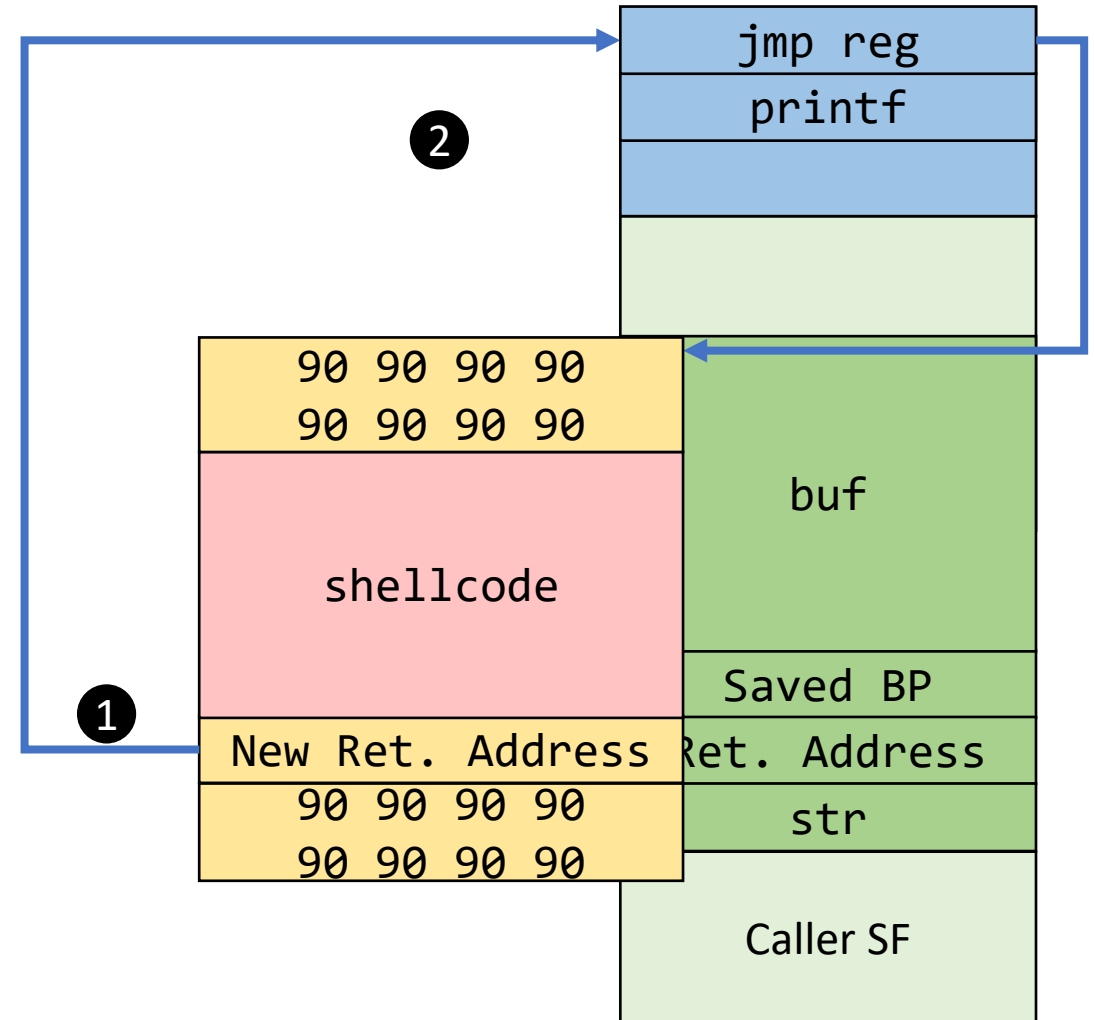 jmp reg
printf
2
90 90 90 90
90 90 90 90
buf
shellcode
Saved BP
1
New Ret. Address
Ret. Address
90 90 90 90
90 90 90 90
str
Caller SF